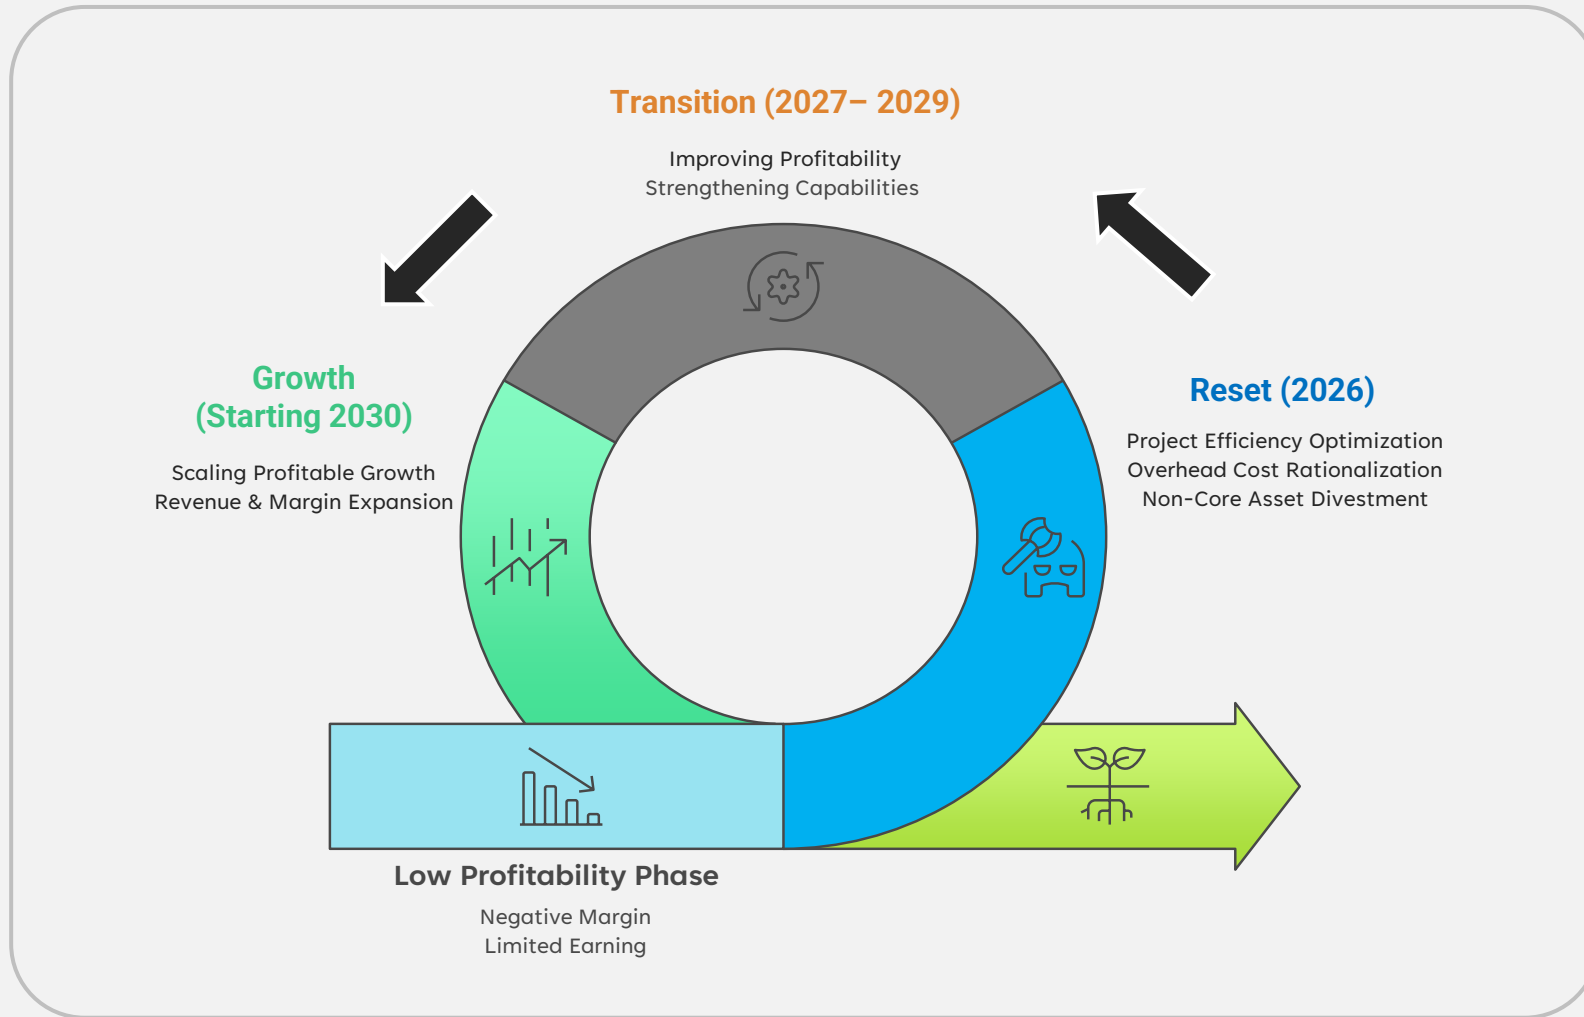 Transition (2027– 2029)
Improving Profitability
Strengthening Capabilities
Growth
(Starting 2030)
Scaling Profitable Growth
Revenue & Margin Expansion
Reset (2026)
Project Efficiency Optimization
Overhead Cost Rationalization
Non-Core Asset Divestment
Low Profitability Phase
Negative Margin
Limited Earning